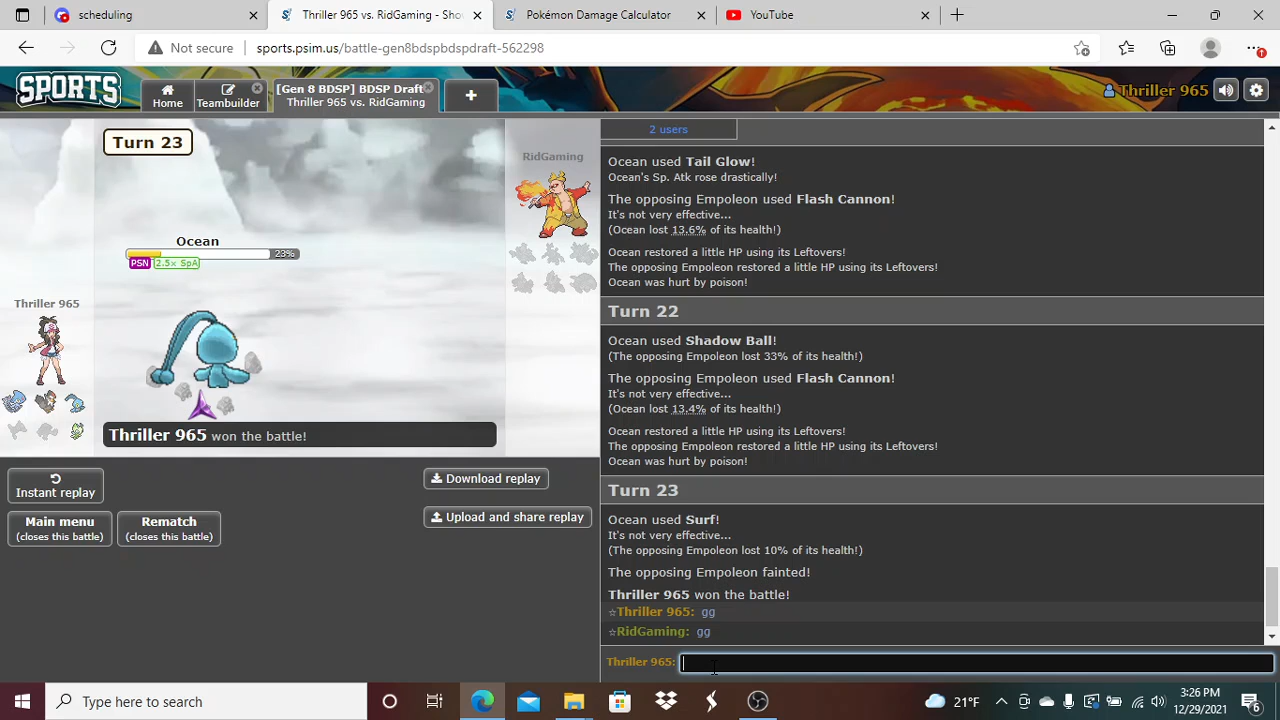 scheduling
Thriller 965 vs. RidGaming - Sho
Pokémon Damage Calculator
YouTube
Not secure
sports.psim.us/battle-gen8bdspbdspdraft-562298
SPORTS
Home
Teambuilder
[Gen 8 BDSP] BDSP Draft
Thriller 965 vs. RidGaming
Thriller 965
Turn 23
RidGaming
Ocean
23%
PSN 2.5× SpA
Thriller 965
Thriller 965 won the battle!
Instant replay
Download replay
Upload and share replay
Main menu
(closes this battle)
Rematch
(closes this battle)
2 users
Ocean used Tail Glow!
Ocean's Sp. Atk rose drastically!
The opposing Empoleon used Flash Cannon!
It's not very effective...
(Ocean lost 13.6% of its health!)
Ocean restored a little HP using its Leftovers!
The opposing Empoleon restored a little HP using its Leftovers!
Ocean was hurt by poison!
Turn 22
Ocean used Shadow Ball!
(The opposing Empoleon lost 33% of its health!)
The opposing Empoleon used Flash Cannon!
It's not very effective...
(Ocean lost 13.4% of its health!)
Ocean restored a little HP using its Leftovers!
The opposing Empoleon restored a little HP using its Leftovers!
Ocean was hurt by poison!
Turn 23
Ocean used Surf!
It's not very effective...
(The opposing Empoleon lost 10% of its health!)
The opposing Empoleon fainted!
Thriller 965 won the battle!
☆Thriller 965: gg
☆RidGaming: gg
Thriller 965:
Type here to search
21°F
3:26 PM
12/29/2021
6